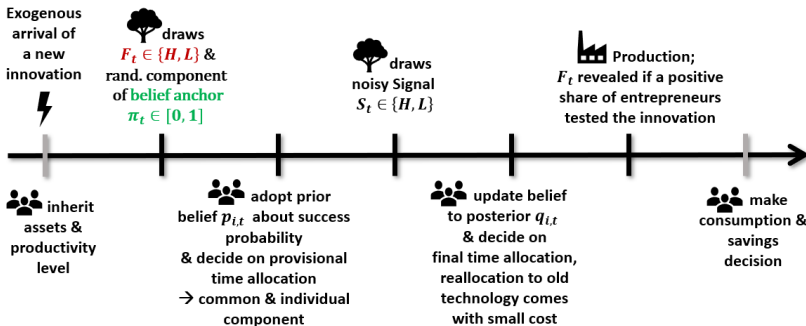 Exogenous
arrival of
a new
innovation
draws
F_t ∈ {H, L} &
rand. component
of belief anchor
π_t ∈ [0, 1]
draws
noisy Signal
S_t ∈ {H, L}
Production;
F_t revealed if a positive
share of entrepreneurs
tested the innovation
inherit
assets &
productivity
level
adopt prior
belief p_{i,t} about success
probability
& decide on provisional
time allocation
→ common & individual
component
update belief
to posterior q_{i,t}
& decide on
final time allocation,
reallocation to old
technology comes
with small cost
make
consumption &
savings
decision